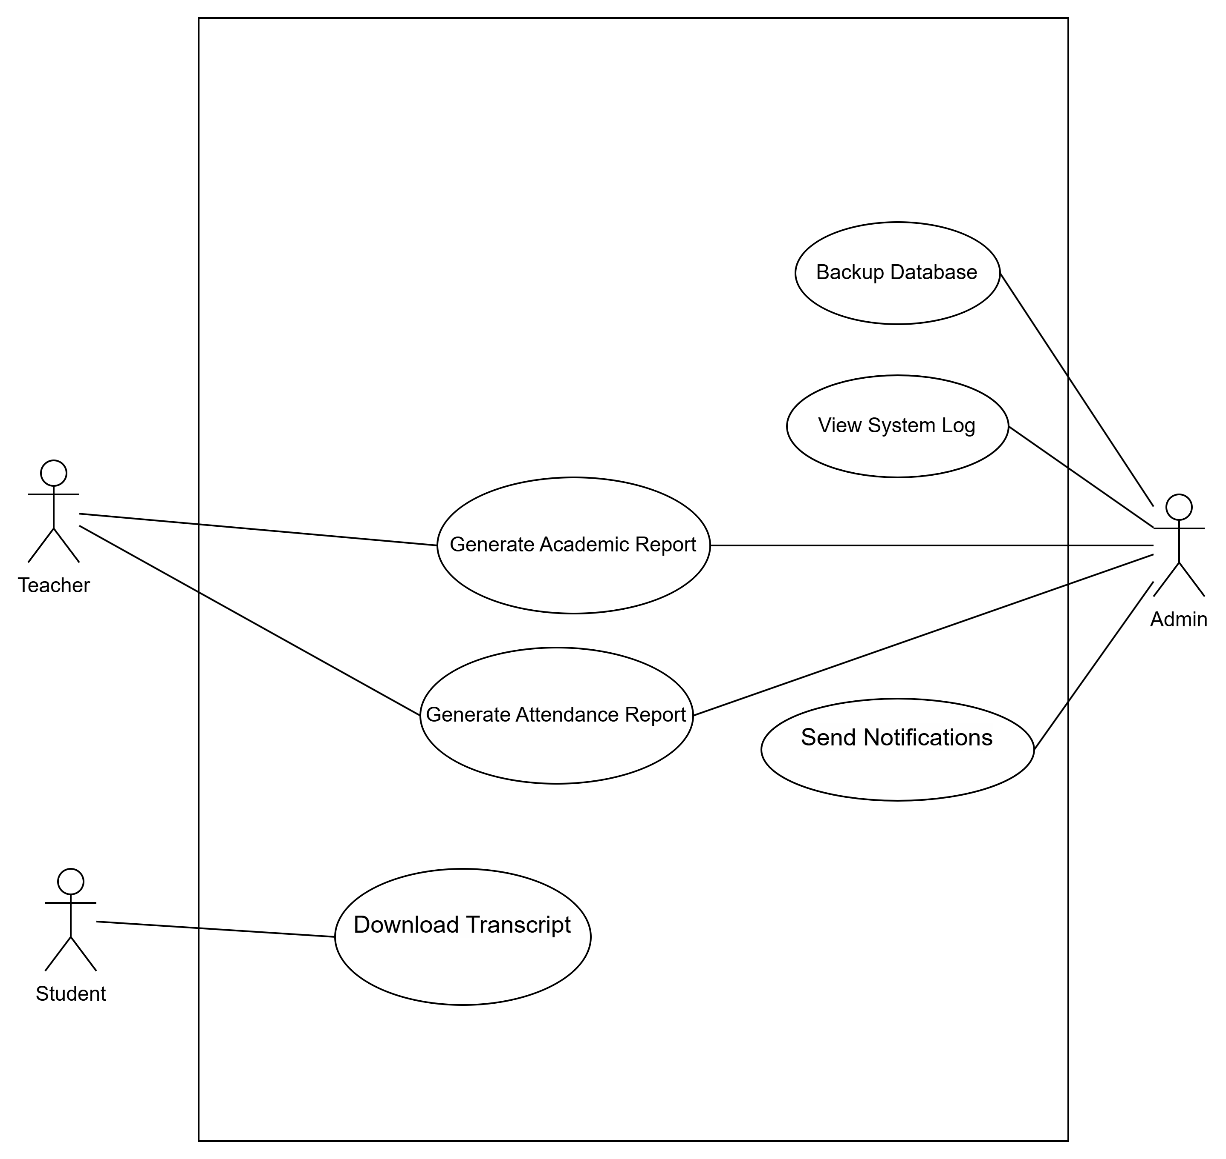 Backup Database
View System Log
Generate Academic Report
Teacher
Admin
Generate Attendance Report
Send Notifications
Download Transcript
Student